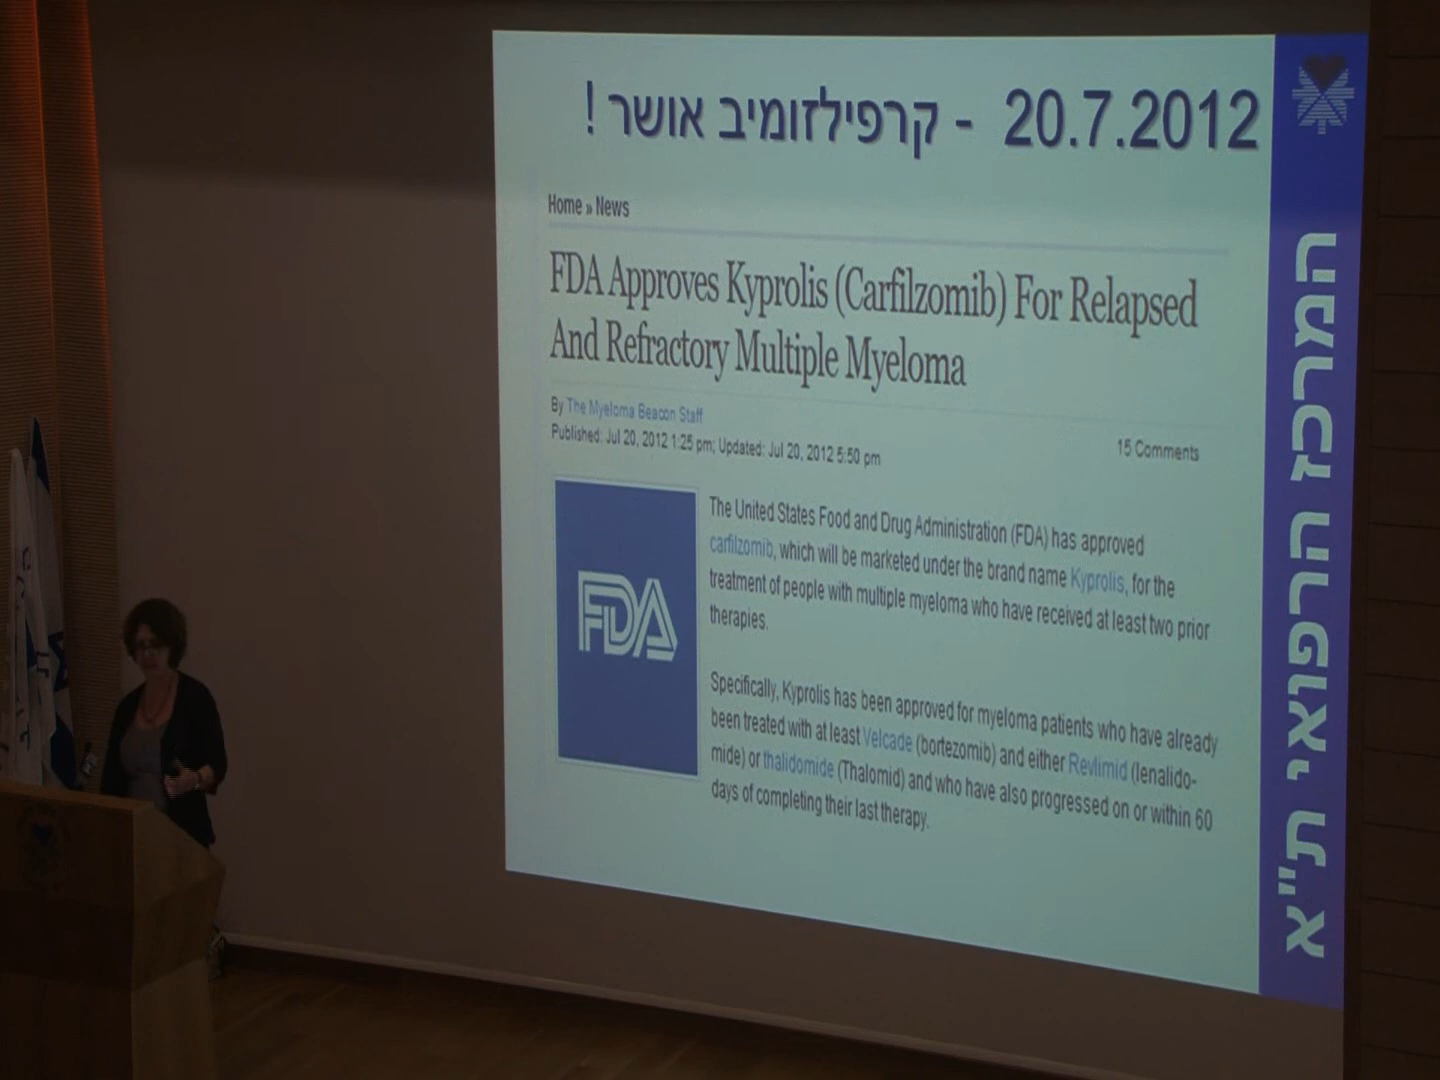 20.7.2012 - קרפילזומיב אושר !
Home » News
FDA Approves Kyprolis (Carfilzomib) For Relapsed
And Refractory Multiple Myeloma
By The Myeloma Beacon Staff
Published: Jul 20, 2012 1:25 pm; Updated: Jul 20, 2012 5:50 pm
15 Comments
FDA
The United States Food and Drug Administration (FDA) has approved
carfilzomib, which will be marketed under the brand name Kyprolis, for the
treatment of people with multiple myeloma who have received at least two prior
therapies.
Specifically, Kyprolis has been approved for myeloma patients who have already
been treated with at least Velcade (bortezomib) and either Revlimid (lenalido-
mide) or thalidomide (Thalomid) and who have also progressed on or within 60
days of completing their last therapy.
המרכז הרפואי ת"א